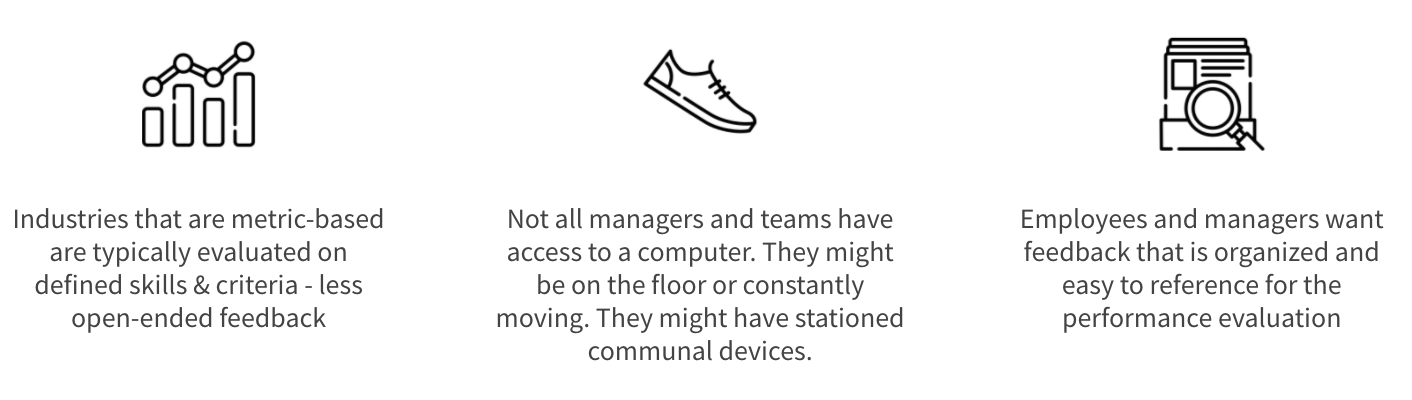 Industries that are metric-based
are typically evaluated on
defined skills & criteria - less
open-ended feedback
Not all managers and teams have
access to a computer. They might
be on the floor or constantly
moving. They might have stationed
communal devices.
Employees and managers want
feedback that is organized and
easy to reference for the
performance evaluation